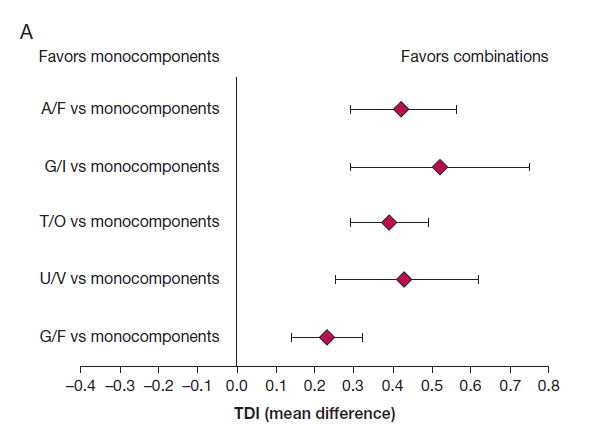 A
Favors monocomponents Favors combinations
A/F vs monocomponents
G/I vs monocomponents
T/O vs monocomponents
U/V vs monocomponents
G/F vs monocomponents
–0.4 –0.3 –0.2 –0.1 0.0 0.1 0.2 0.3 0.4 0.5 0.6 0.7 0.8
TDI (mean difference)